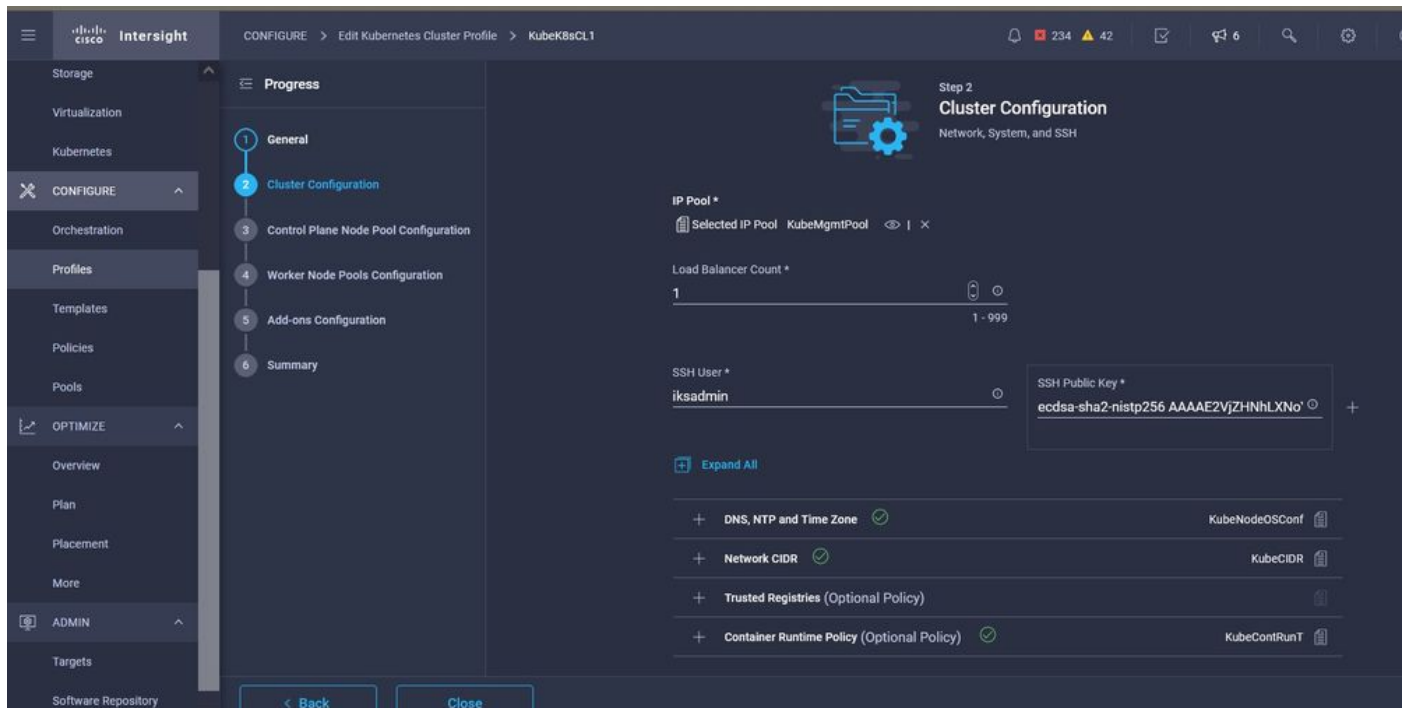 CISCO Intersight
CONFIGURE > Edit Kubernetes Cluster Profile > KubeK8sCL1
234 42 6
Storage
Virtualization
Kubernetes
CONFIGURE
Orchestration
Profiles
Templates
Policies
Pools
OPTIMIZE
Overview
Plan
Placement
More
ADMIN
Targets
Software Repository
Progress
1 General
2 Cluster Configuration
3 Control Plane Node Pool Configuration
4 Worker Node Pools Configuration
5 Add-ons Configuration
6 Summary
Step 2
Cluster Configuration
Network, System, and SSH
IP Pool *
Selected IP Pool KubeMgmtPool
Load Balancer Count *
1
1 - 999
SSH User *
iksadmin
SSH Public Key *
ecdsa-sha2-nistp256 AAAAE2VjZHNhLXNo
Expand All
DNS, NTP and Time Zone KubeNodeOSConf
Network CIDR KubeCIDR
Trusted Registries (Optional Policy)
Container Runtime Policy (Optional Policy) KubeContRunT
< Back Close